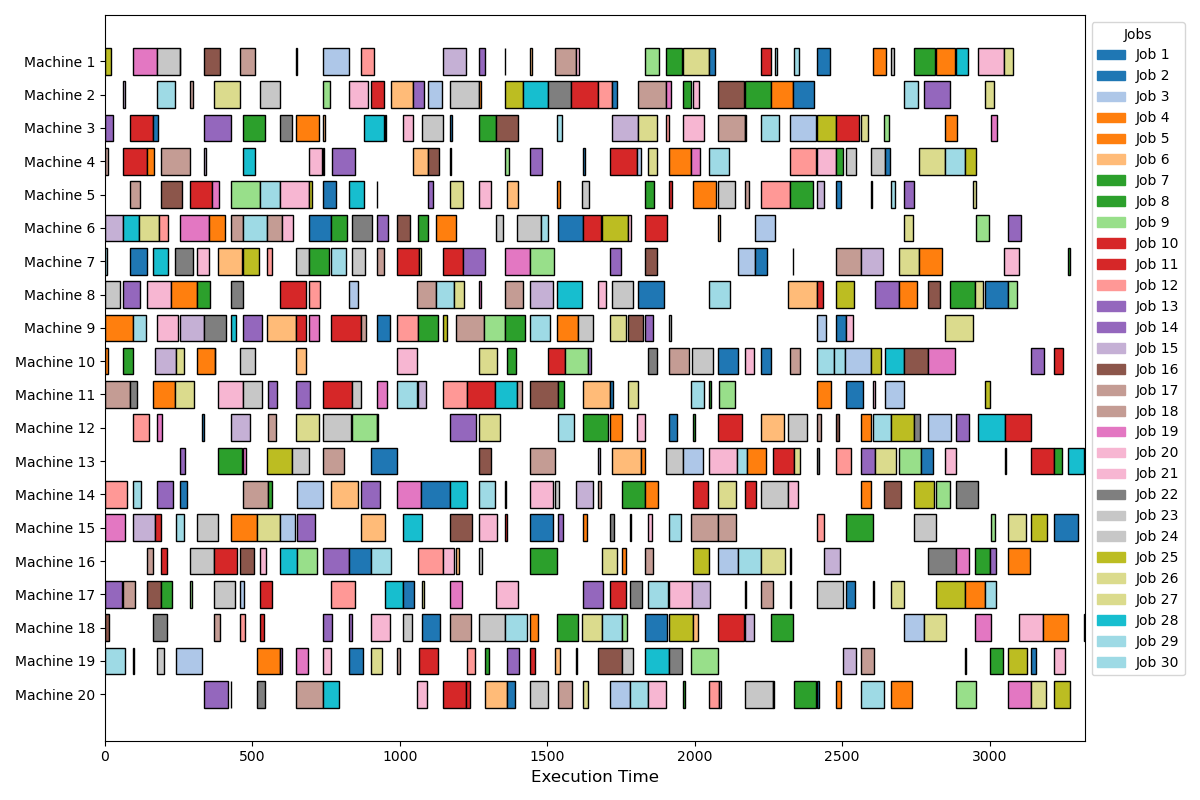 Machine 1
Machine 2
Machine 3
Machine 4
Machine 5
Machine 6
Machine 7
Machine 8
Machine 9
Machine 10
Machine 11
Machine 12
Machine 13
Machine 14
Machine 15
Machine 16
Machine 17
Machine 18
Machine 19
Machine 20
0 500 1000 1500 2000 2500 3000
Execution Time
Jobs
Job 1
Job 2
Job 3
Job 4
Job 5
Job 6
Job 7
Job 8
Job 9
Job 10
Job 11
Job 12
Job 13
Job 14
Job 15
Job 16
Job 17
Job 18
Job 19
Job 20
Job 21
Job 22
Job 23
Job 24
Job 25
Job 26
Job 27
Job 28
Job 29
Job 30